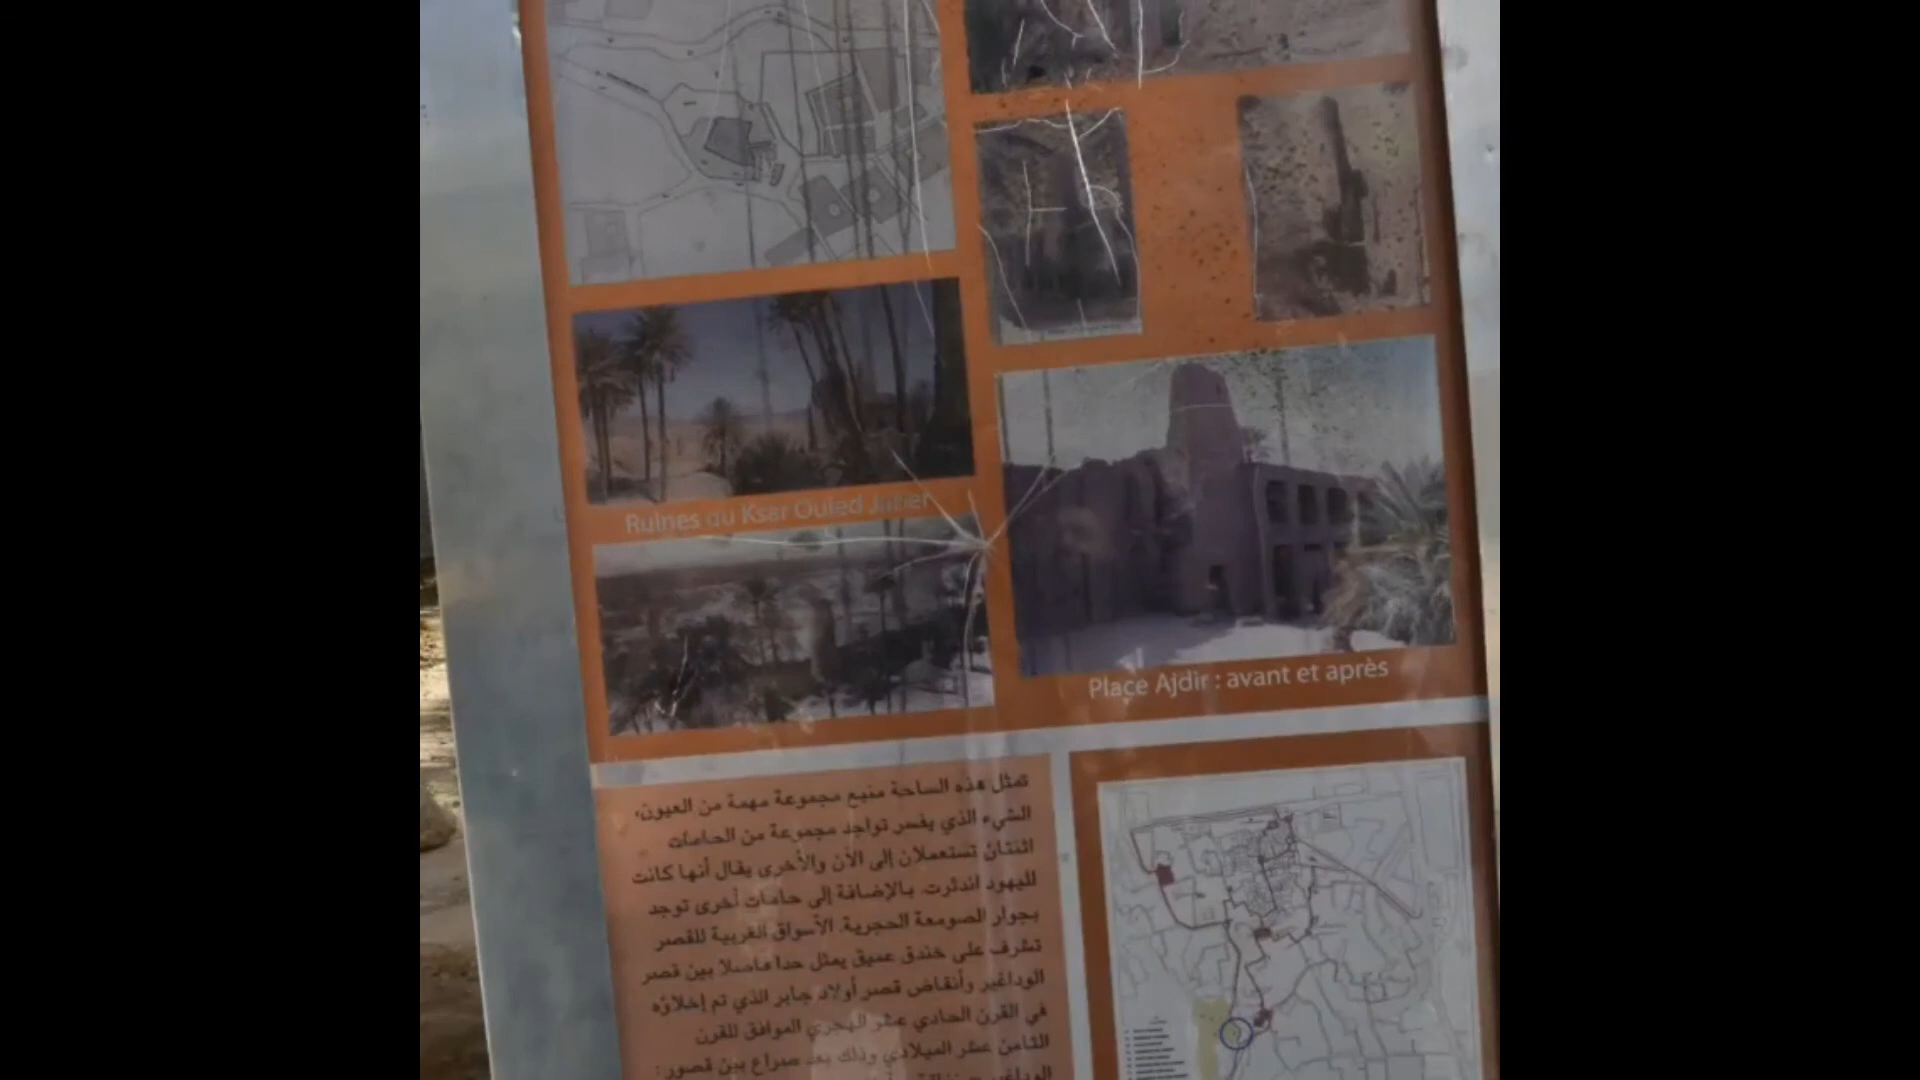 Ruines du Ksar Ouled Jaber
Place Ajdir : avant et après
تمثل هذه الساحة منبع مجموعة مهمة من العيون،
الشيء الذي يفسر تواجد مجموعة من الحامات
اثنتان تستعملان إلى الآن والأخرى يقال أنها كانت
لليهود اندثرت. بالإضافة إلى حامات أخرى توجد
بجوار الصومعة الحجرية. الأسواق الغربية للقصر
تشرف على خندق عميق يمثل حدا فاصلا بين قصر
الوداغير وأنقاض قصر أولاد جابر الذي تم إخلاؤه
في القرن الحادي عشر الهجري الموافق للقرن
الثامن عشر الميلادي وذلك بعد صراع بين قصور :
الوداغير